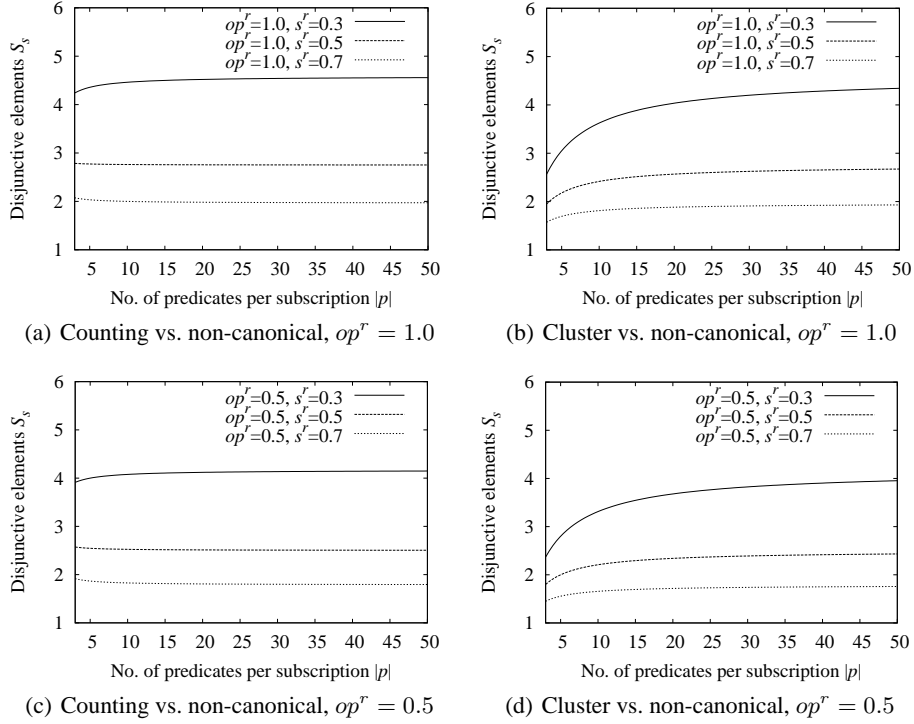 Disjunctive elements S_s
6
5
4
3
2
1
op^r=1.0, s^r=0.3
op^r=1.0, s^r=0.5
op^r=1.0, s^r=0.7
5 10 15 20 25 30 35 40 45 50
No. of predicates per subscription |p|
(a) Counting vs. non-canonical, op^r = 1.0
Disjunctive elements S_s
6
5
4
3
2
1
op^r=1.0, s^r=0.3
op^r=1.0, s^r=0.5
op^r=1.0, s^r=0.7
5 10 15 20 25 30 35 40 45 50
No. of predicates per subscription |p|
(b) Cluster vs. non-canonical, op^r = 1.0
Disjunctive elements S_s
6
5
4
3
2
1
op^r=0.5, s^r=0.3
op^r=0.5, s^r=0.5
op^r=0.5, s^r=0.7
5 10 15 20 25 30 35 40 45 50
No. of predicates per subscription |p|
(c) Counting vs. non-canonical, op^r = 0.5
Disjunctive elements S_s
6
5
4
3
2
1
op^r=0.5, s^r=0.3
op^r=0.5, s^r=0.5
op^r=0.5, s^r=0.7
5 10 15 20 25 30 35 40 45 50
No. of predicates per subscription |p|
(d) Cluster vs. non-canonical, op^r = 0.5